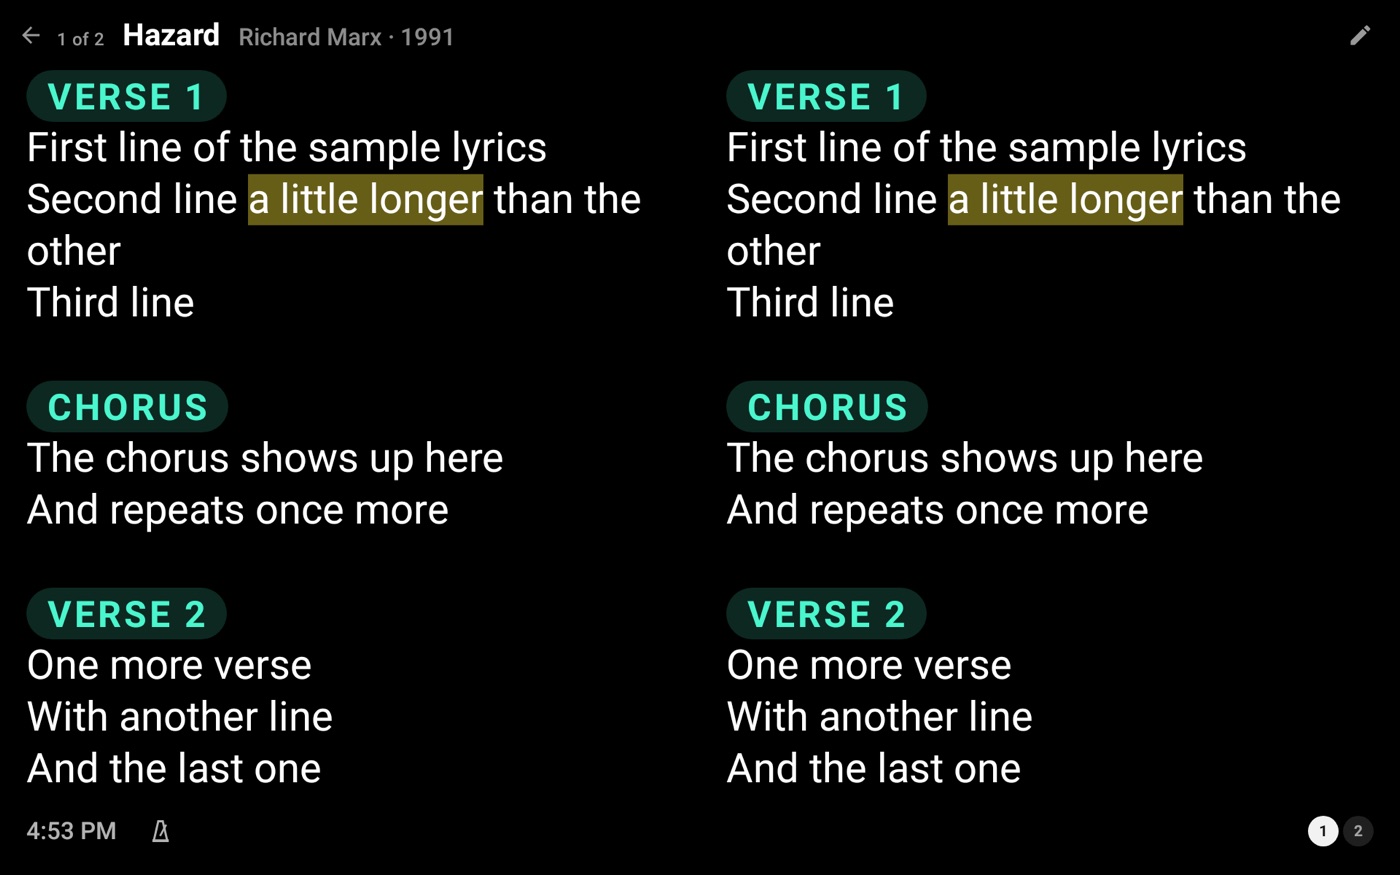 1 of 2 Hazard Richard Marx · 1991
VERSE 1
First line of the sample lyrics
Second line a little longer than the
other
Third line
CHORUS
The chorus shows up here
And repeats once more
VERSE 2
One more verse
With another line
And the last one
VERSE 1
First line of the sample lyrics
Second line a little longer than the
other
Third line
CHORUS
The chorus shows up here
And repeats once more
VERSE 2
One more verse
With another line
And the last one
4:53 PM
1 2